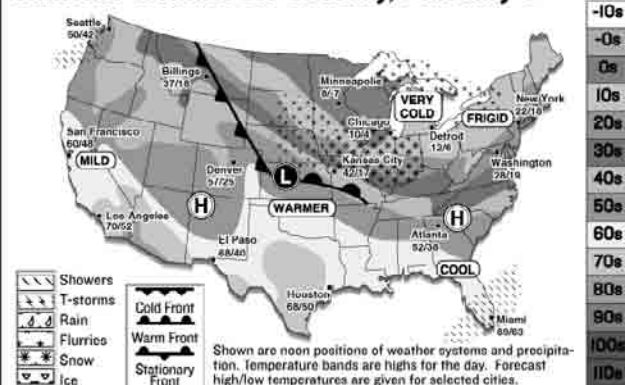 Seattle
50/42
Billings
37/18
Minneapolis
8/-7
VERY
COLD
FRIGID
New York
22/18
San Francisco
60/48
MILD
Chicago
10/4
Detroit
12/6
Denver
57/25
Kansas City
42/17
L
Washington
28/19
H
WARMER
H
Los Angeles
70/52
Atlanta
52/38
El Paso
68/40
COOL
Houston
68/50
Miami
Showers
T-storms
Rain
Flurries
Snow
Ice
Cold Front
Warm Front
Stationary
Front
Shown are noon positions of weather systems and precipita-
tion. Temperature bands are highs for the day. Forecast
high/low temperatures are given for selected cities.
-10s
-0s
0s
10s
20s
30s
40s
50s
60s
70s
80s
90s
100s
110s